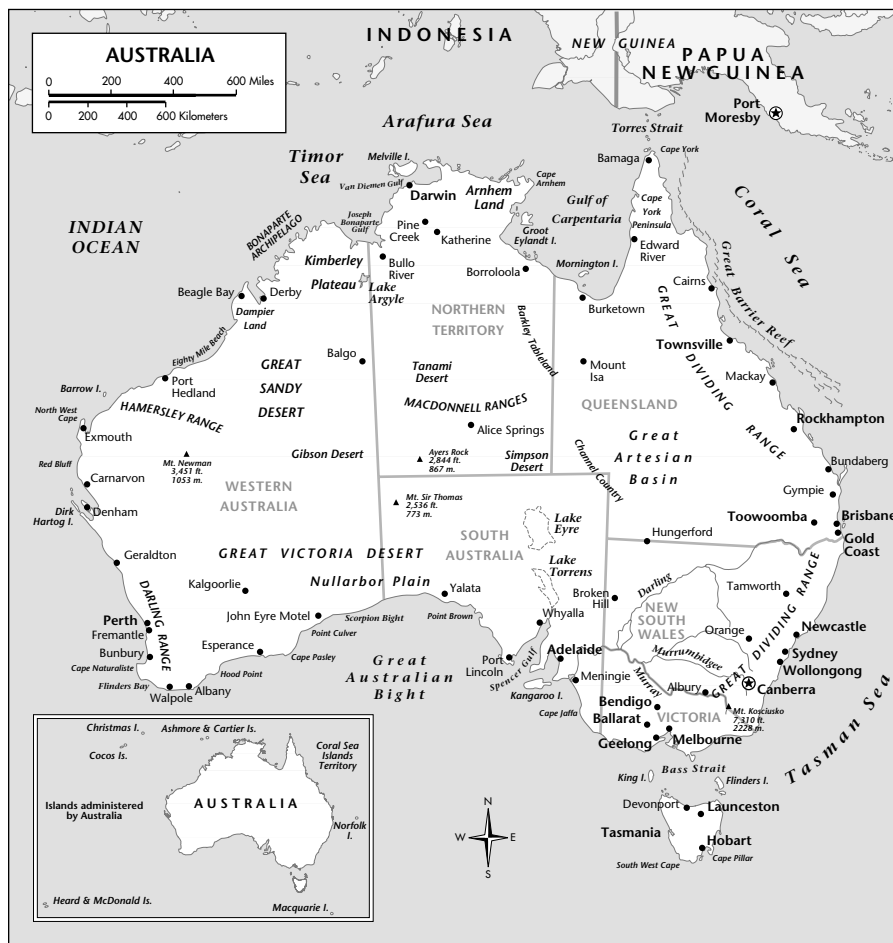 AUSTRALIA
0 200 400 600 Miles
0 200 400 600 Kilometers
INDONESIA
NEW GUINEA
PAPUA
NEW GUINEA
Port
Moresby
Arafura Sea
Torres Strait
Timor
Sea
Melville I.
Van Diemen Gulf
Darwin
Arnhem
Land
Cape
Arnhem
Bamaga
Cape York
Cape
York
Peninsula
Gulf of
Carpentaria
Coral Sea
INDIAN
OCEAN
BONAPARTE
ARCHIPELAGO
Joseph
Bonaparte
Gulf
Pine
Creek
Katherine
Groot
Eylandt I.
Edward
River
Kimberley
Plateau
Bullo
River
Lake
Argyle
Borroloola
Mornington I.
Cairns
Great Barrier Reef
Beagle Bay
Derby
Dampier
Land
NORTHERN
TERRITORY
Barkley Tableland
Burketown
GREAT DIVIDING RANGE
Townsville
Eighty Mile Beach
GREAT
SANDY
DESERT
Balgo
Tanami
Desert
Mount
Isa
Mackay
Port
Hedland
Barrow I.
North West
Cape
HAMERSLEY RANGE
MACDONNELL RANGES
QUEENSLAND
Exmouth
Alice Springs
Rockhampton
Red Bluff
Mt. Newman
3,451 ft.
1053 m.
Gibson Desert
Ayers Rock
2,844 ft.
867 m.
Simpson
Desert
Channel Country
Great
Artesian
Basin
Bundaberg
Carnarvon
WESTERN
AUSTRALIA
Mt. Sir Thomas
2,536 ft.
773 m.
Gympie
Dirk
Hartog I.
Denham
SOUTH
AUSTRALIA
Lake
Eyre
Toowoomba
Brisbane
Gold
Coast
Hungerford
Geraldton
GREAT VICTORIA DESERT
Lake
Torrens
Kalgoorlie
Nullarbor Plain
Yalata
Broken
Hill
Darling
Tamworth
DARLING RANGE
John Eyre Motel
Scorpion Bight
Point Brown
Whyalla
NEW
SOUTH
WALES
GREAT DIVIDING RANGE
Perth
Fremantle
Point Culver
Orange
Newcastle
Bunbury
Esperance
Cape Pasley
Port
Lincoln
Spencer Gulf
Adelaide
Murrumbidgee
Sydney
Wollongong
Cape Naturaliste
Hood Point
Great
Australian
Bight
Meningie
Murray
Albury
Canberra
Flinders Bay
Walpole
Albany
Kangaroo I.
Cape Jaffa
Bendigo
Ballarat
VICTORIA
Mt. Kosciusko
7,310 ft.
2228 m.
Geelong
Melbourne
Tasman Sea
Bass Strait
King I.
Flinders I.
Devonport
Launceston
Tasmania
Hobart
South West Cape
Cape Pillar
N
W
E
S
Christmas I.
Ashmore & Cartier Is.
Cocos Is.
Coral Sea
Islands
Territory
AUSTRALIA
Islands administered
by Australia
Norfolk
I.
Heard & McDonald Is.
Macquarie I.